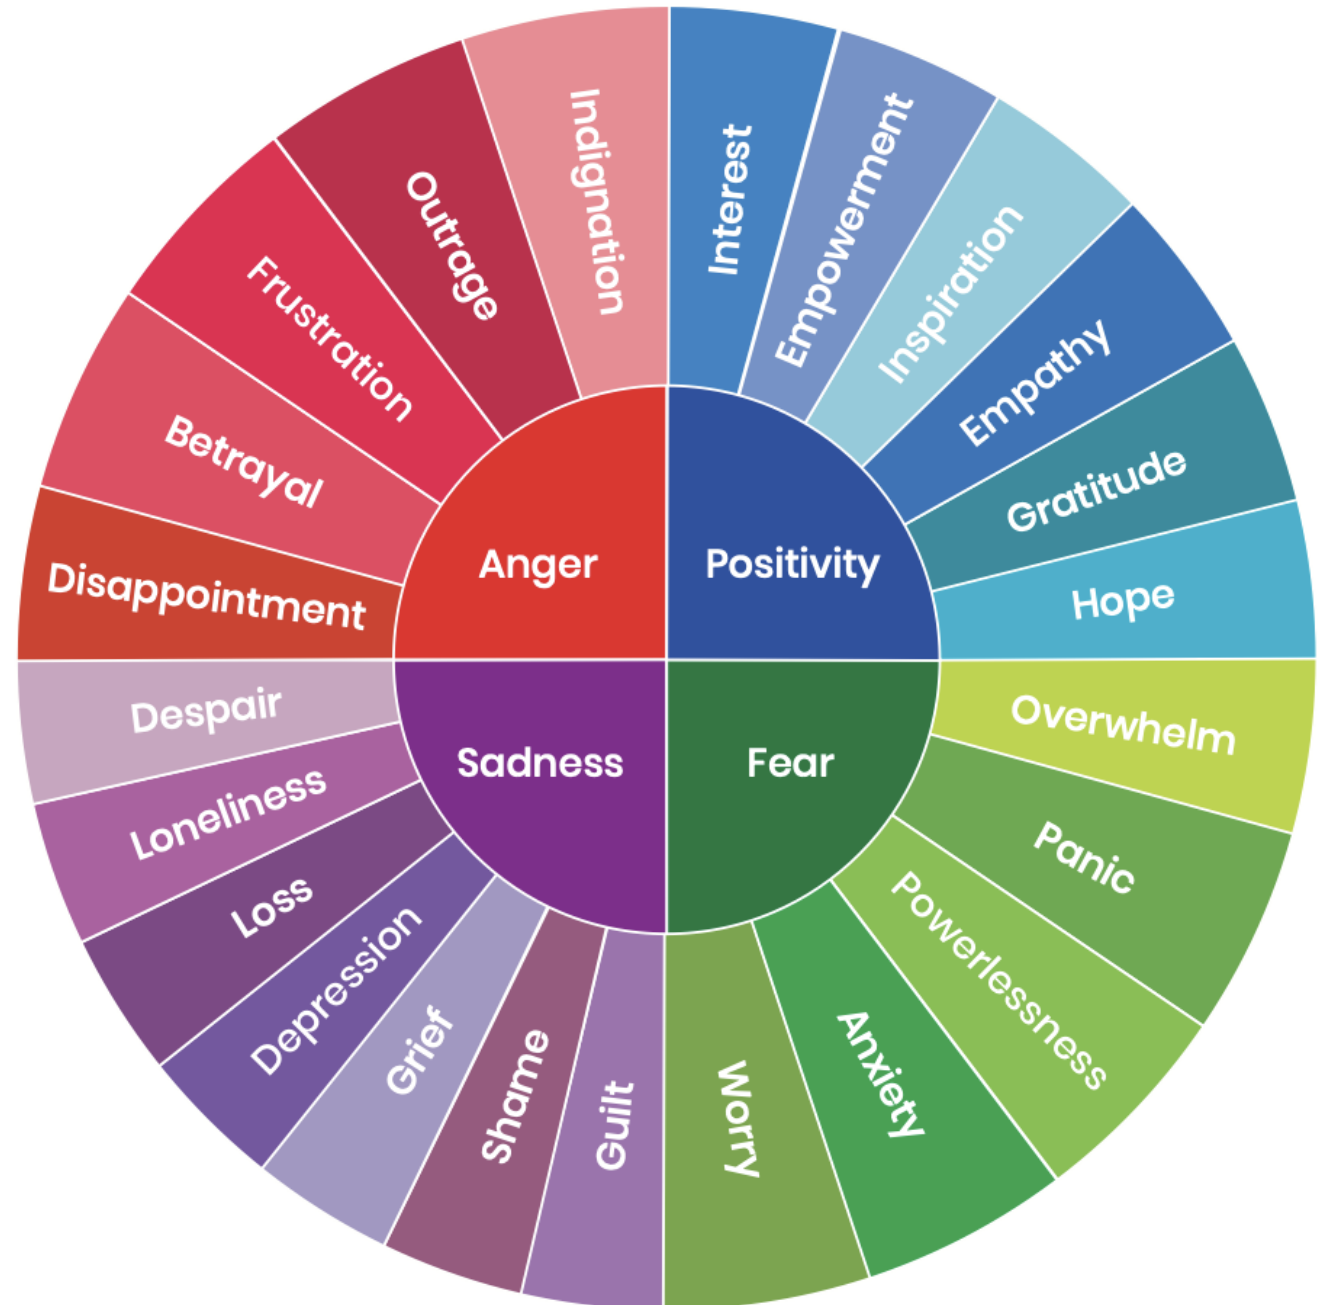 Interest
Empowerment
Inspiration
Empathy
Gratitude
Hope
Overwhelm
Panic
Powerlessness
Anxiety
Worry
Guilt
Shame
Grief
Depression
Loss
Loneliness
Despair
Disappointment
Betrayal
Frustration
Outrage
Indignation
Anger
Positivity
Sadness
Fear